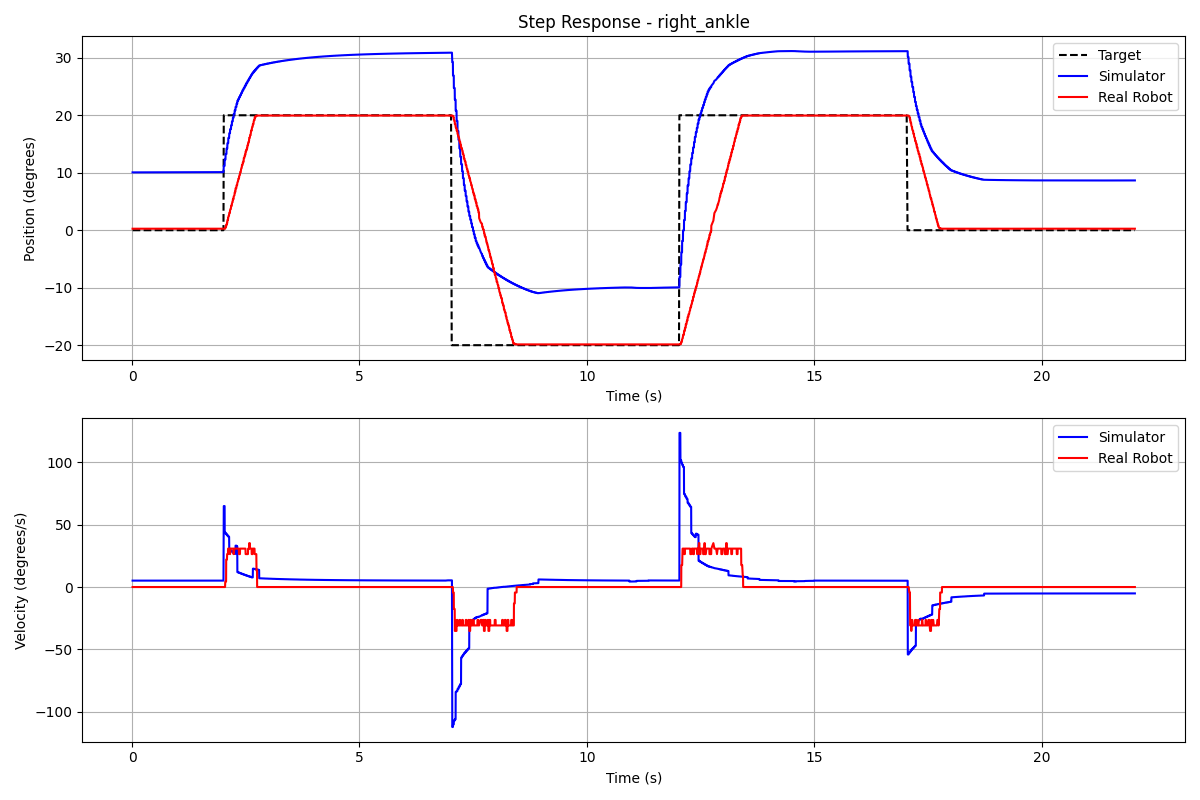 Step Response - right_ankle
Position (degrees)
30
20
10
0
−10
−20
Target
Simulator
Real Robot
0 5 10 15 20
Time (s)
Velocity (degrees/s)
100
50
0
−50
−100
Simulator
Real Robot
0 5 10 15 20
Time (s)